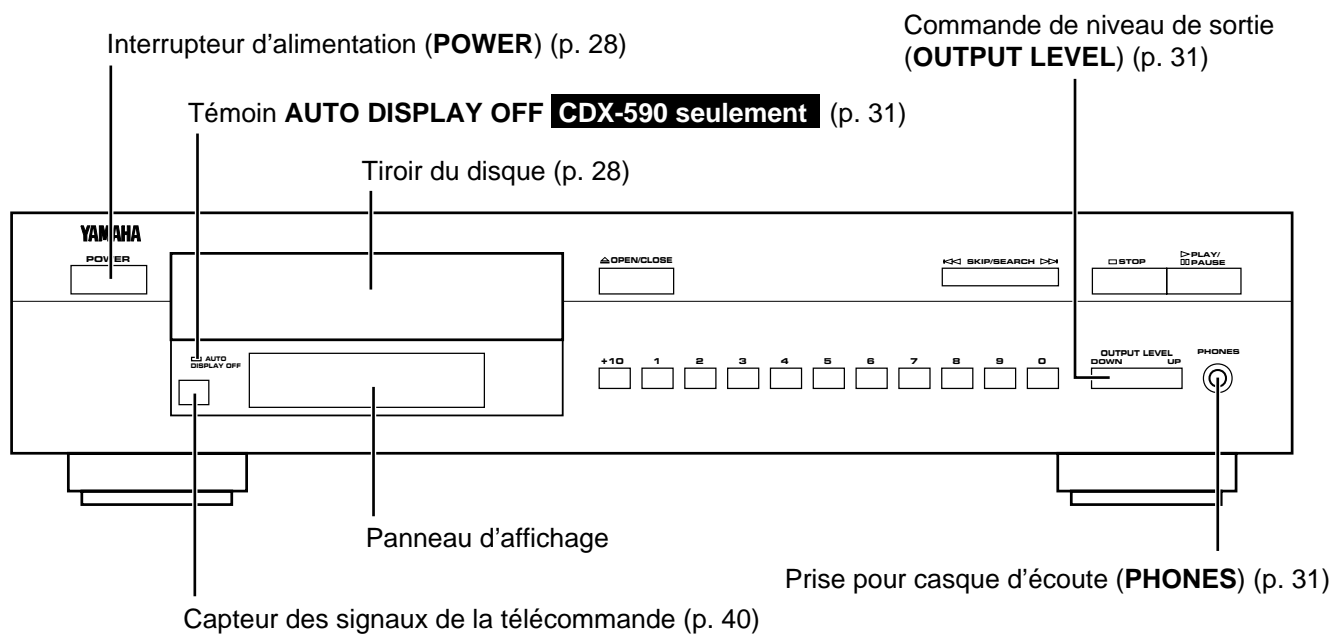 Commande de niveau de sortie
(OUTPUT LEVEL) (p. 31)
Interrupteur d’alimentation (POWER) (p. 28)
Témoin AUTO DISPLAY OFF CDX-590 seulement (p. 31)
Tiroir du disque (p. 28)
YAMAHA
POWER
OPEN/CLOSE
SKIP/SEARCH
STOP
PLAY/
PAUSE
AUTO
DISPLAY OFF
+10 1 2 3 4 5 6 7 8 9 0
OUTPUT LEVEL
DOWN UP
PHONES
Panneau d’affichage
Prise pour casque d’écoute (PHONES) (p. 31)
Capteur des signaux de la télécommande (p. 40)